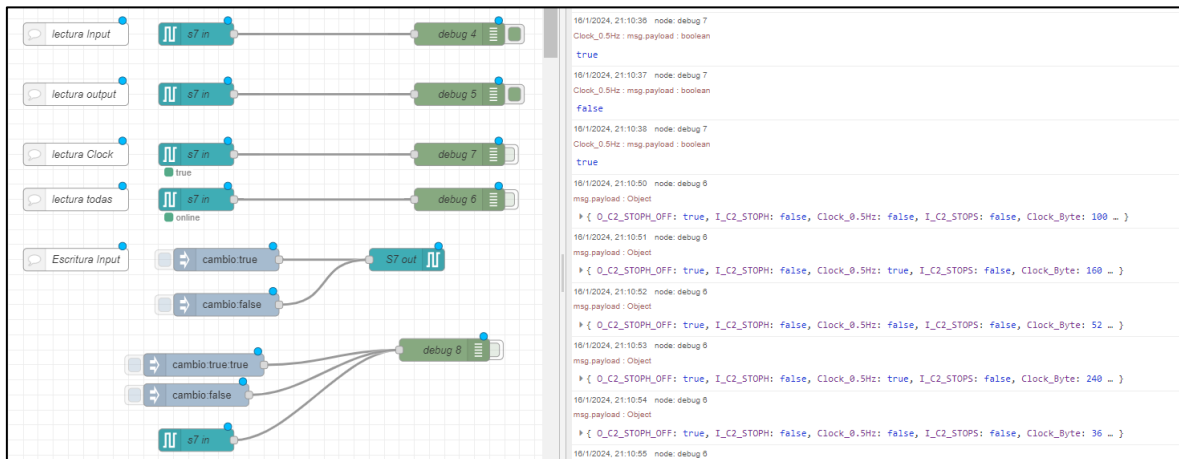 lectura Input
s7 in
debug 4
lectura output
s7 in
debug 5
lectura Clock
s7 in
debug 7
true
lectura todas
s7 in
debug 6
online
Escritura Input
cambio:true
S7 out
cambio:false
cambio:true:true
debug 8
cambio:false
s7 in
16/1/2024, 21:10:36 node: debug 7
Clock_0.5Hz : msg.payload : boolean
true
16/1/2024, 21:10:37 node: debug 7
Clock_0.5Hz : msg.payload : boolean
false
16/1/2024, 21:10:38 node: debug 7
Clock_0.5Hz : msg.payload : boolean
true
16/1/2024, 21:10:50 node: debug 6
msg.payload : Object
{ O_C2_STOPH_OFF: true, I_C2_STOPH: false, Clock_0.5Hz: false, I_C2_STOPS: false, Clock_Byte: 100 … }
16/1/2024, 21:10:51 node: debug 6
msg.payload : Object
{ O_C2_STOPH_OFF: true, I_C2_STOPH: false, Clock_0.5Hz: true, I_C2_STOPS: false, Clock_Byte: 160 … }
16/1/2024, 21:10:52 node: debug 6
msg.payload : Object
{ O_C2_STOPH_OFF: true, I_C2_STOPH: false, Clock_0.5Hz: false, I_C2_STOPS: false, Clock_Byte: 52 … }
16/1/2024, 21:10:53 node: debug 6
msg.payload : Object
{ O_C2_STOPH_OFF: true, I_C2_STOPH: false, Clock_0.5Hz: true, I_C2_STOPS: false, Clock_Byte: 240 … }
16/1/2024, 21:10:54 node: debug 6
msg.payload : Object
{ O_C2_STOPH_OFF: true, I_C2_STOPH: false, Clock_0.5Hz: false, I_C2_STOPS: false, Clock_Byte: 36 … }
16/1/2024, 21:10:55 node: debug 6